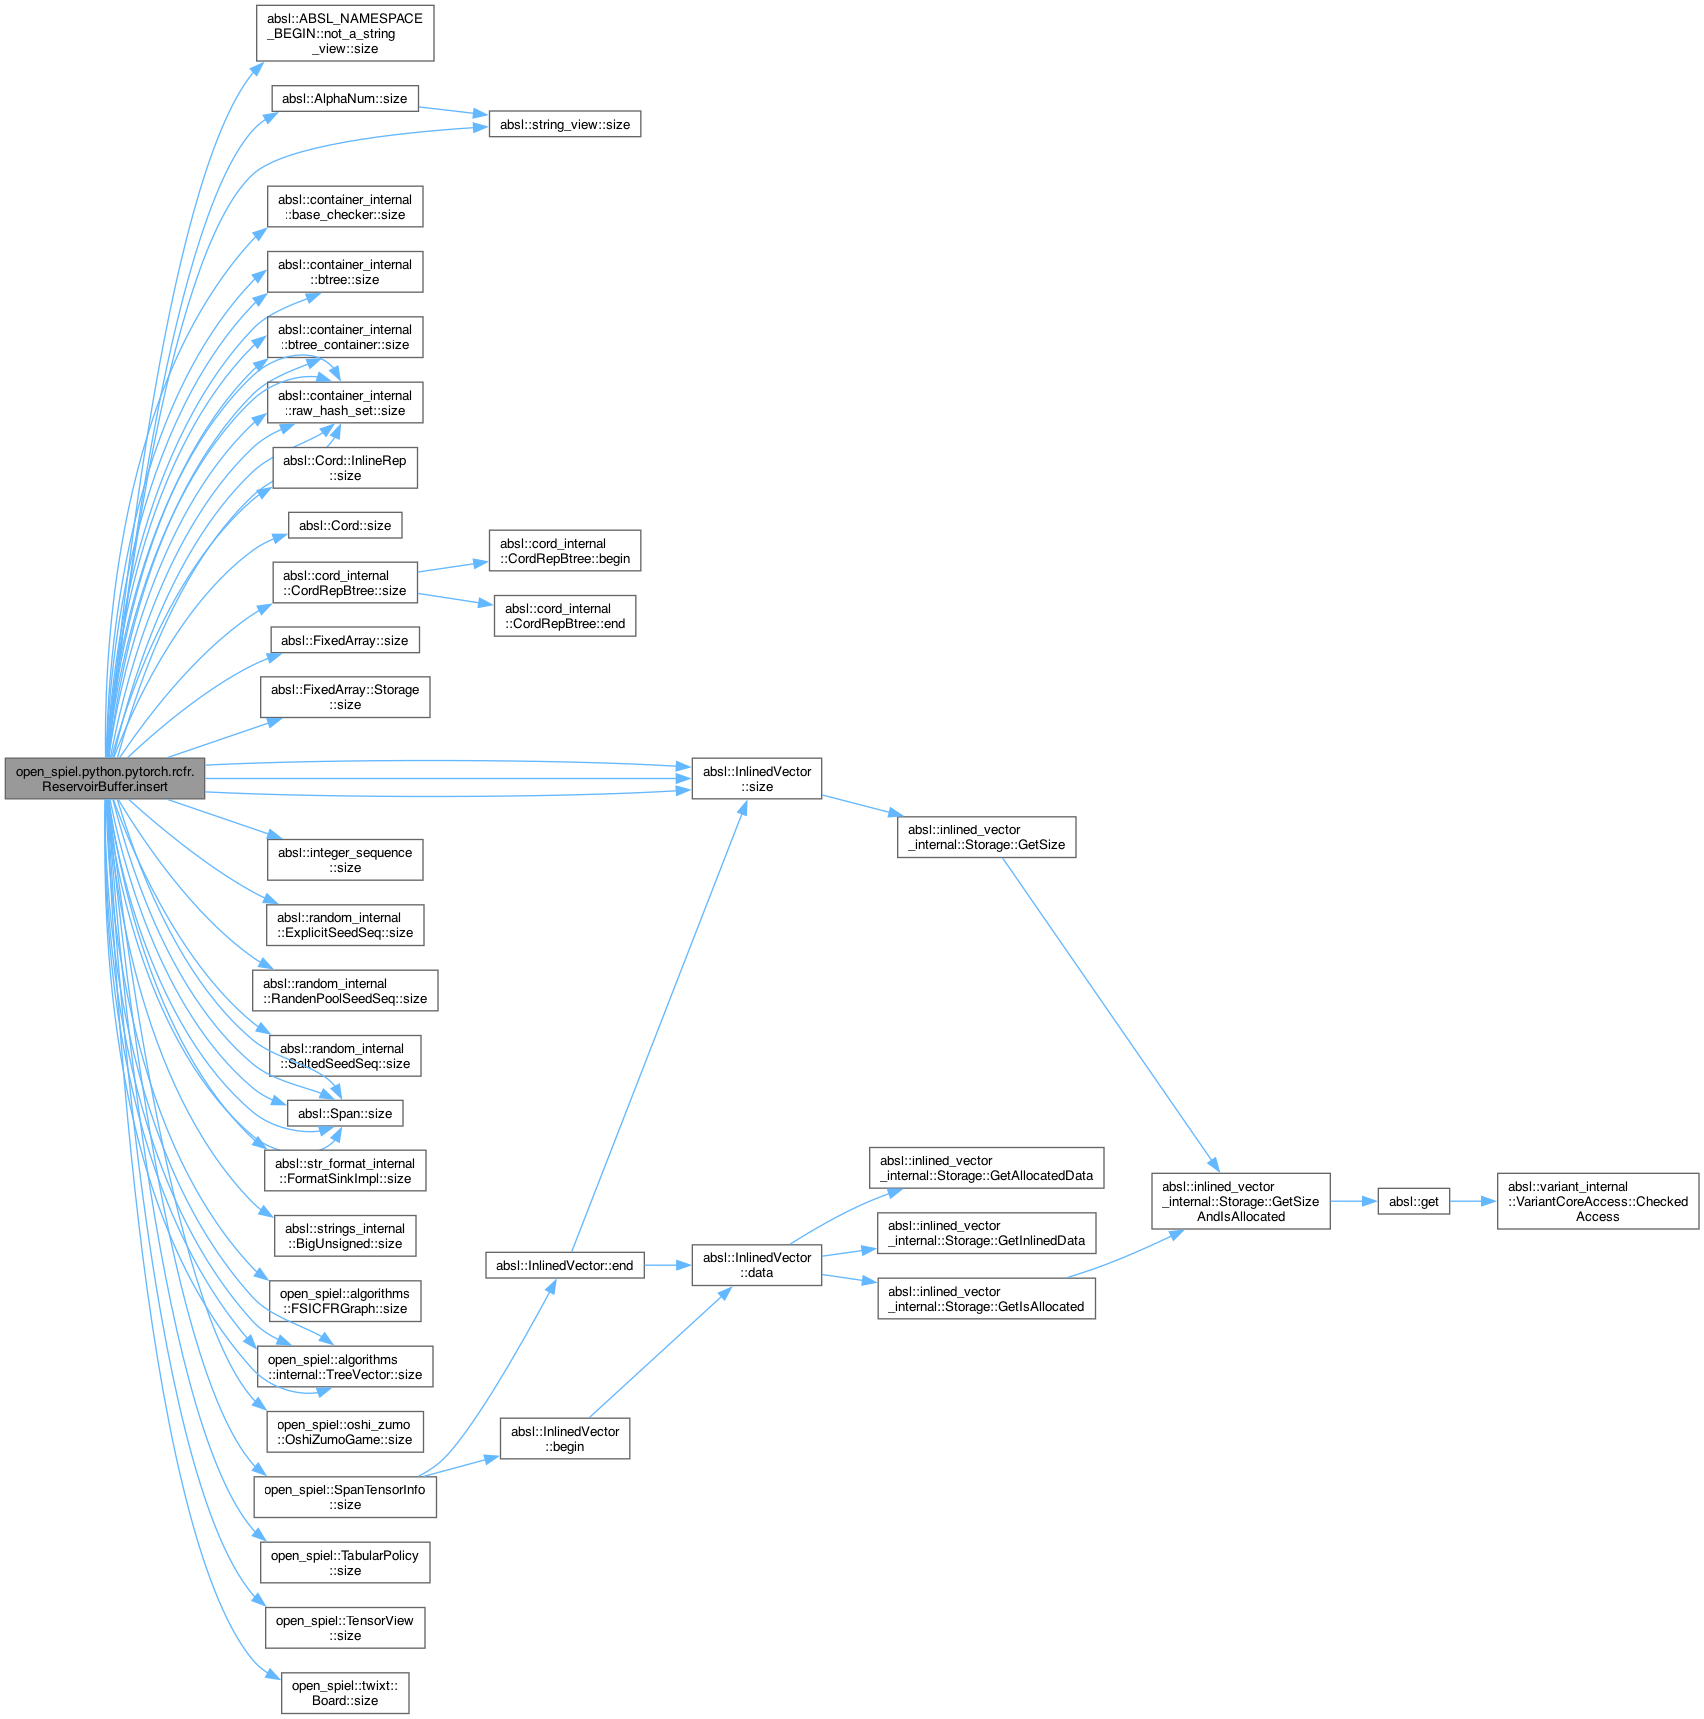 absl::ABSL_NAMESPACE
_BEGIN::not_a_string
_view::size
absl::AlphaNum::size
absl::string_view::size
absl::container_internal
::base_checker::size
absl::container_internal
::btree::size
absl::container_internal
::btree_container::size
absl::container_internal
::raw_hash_set::size
absl::Cord::InlineRep
::size
absl::Cord::size
absl::cord_internal
::CordRepBtree::size
absl::cord_internal
::CordRepBtree::begin
absl::cord_internal
::CordRepBtree::end
absl::FixedArray::size
absl::FixedArray::Storage
::size
open_spiel.python.pytorch.rcfr.
ReservoirBuffer.insert
absl::InlinedVector
::size
absl::inlined_vector
_internal::Storage::GetSize
absl::integer_sequence
::size
absl::random_internal
::ExplicitSeedSeq::size
absl::random_internal
::RandenPoolSeedSeq::size
absl::random_internal
::SaltedSeedSeq::size
absl::Span::size
absl::str_format_internal
::FormatSinkImpl::size
absl::strings_internal
::BigUnsigned::size
open_spiel::algorithms
::FSICFRGraph::size
open_spiel::algorithms
::internal::TreeVector::size
open_spiel::oshi_zumo
::OshiZumoGame::size
open_spiel::SpanTensorInfo
::size
open_spiel::TabularPolicy
::size
open_spiel::TensorView
::size
open_spiel::twixt::
Board::size
absl::InlinedVector::end
absl::InlinedVector
::begin
absl::InlinedVector
::data
absl::inlined_vector
_internal::Storage::GetAllocatedData
absl::inlined_vector
_internal::Storage::GetInlinedData
absl::inlined_vector
_internal::Storage::GetIsAllocated
absl::inlined_vector
_internal::Storage::GetSize
AndIsAllocated
absl::get
absl::variant_internal
::VariantCoreAccess::Checked
Access